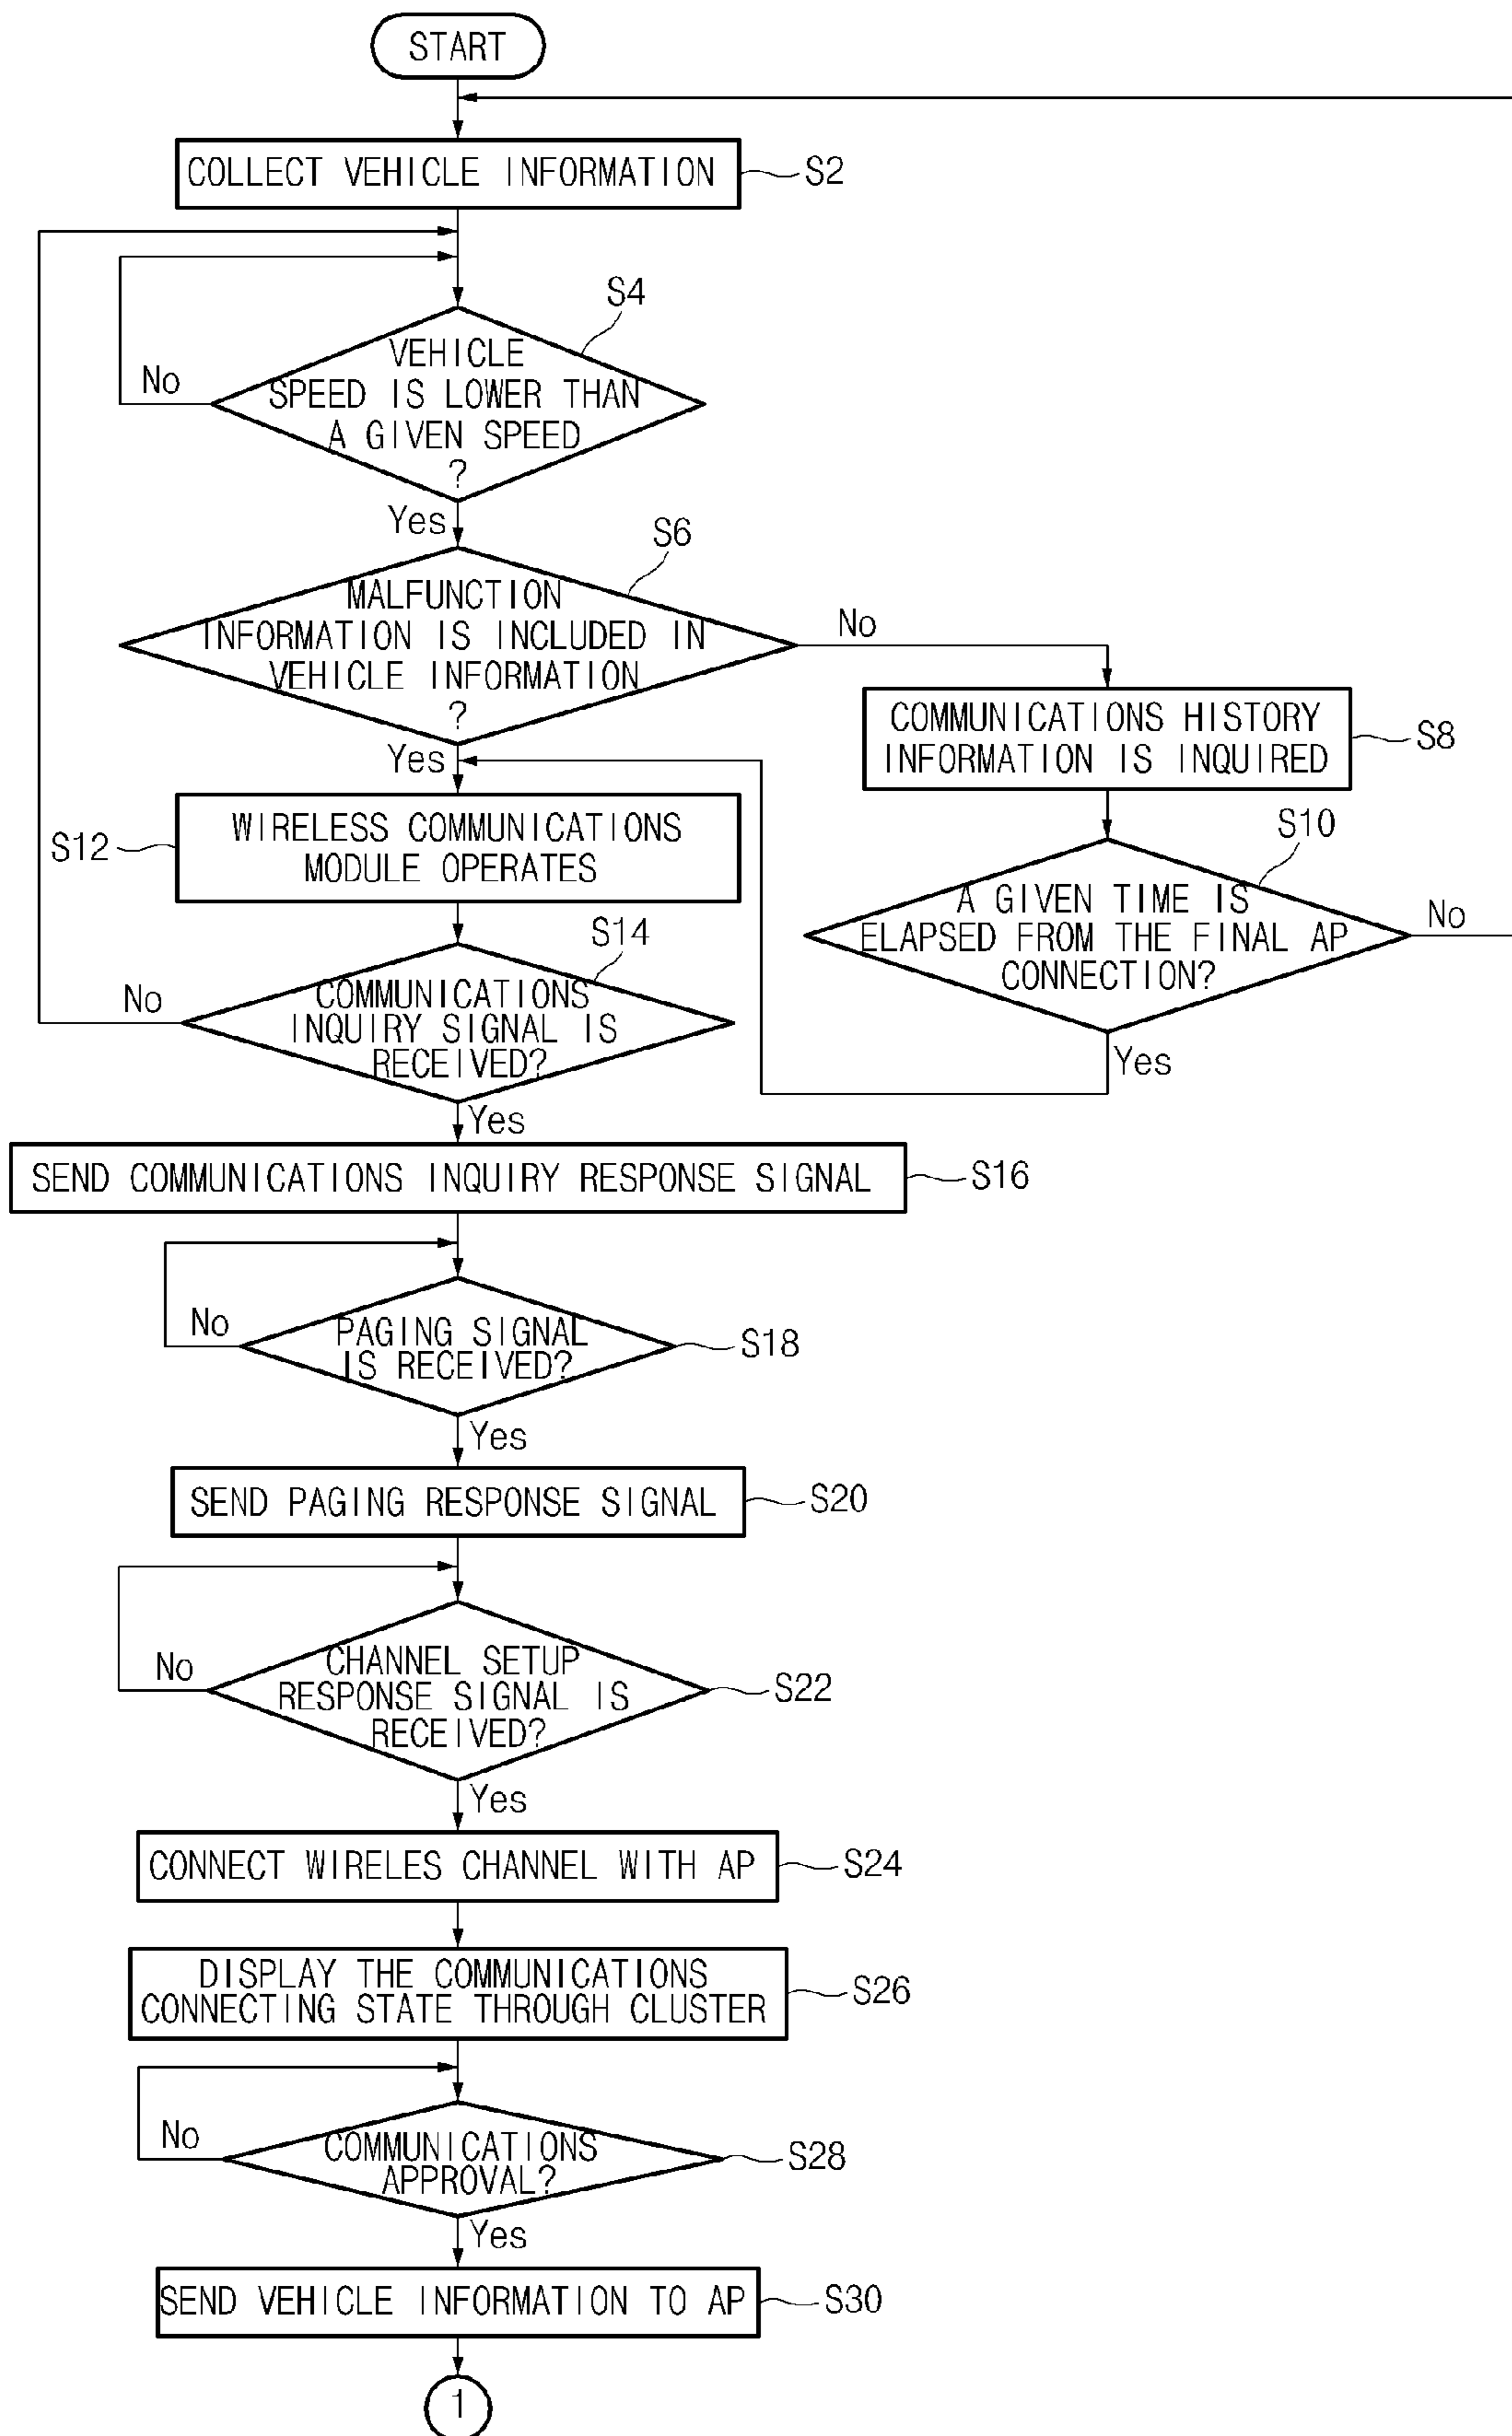 START
COLLECT VEHICLE INFORMATION
S2
S4
VEHICLE
SPEED IS LOWER THAN
A GIVEN SPEED
?
No
Yes
S6
MALFUNCTION
INFORMATION IS INCLUDED IN
VEHICLE INFORMATION
?
No
Yes
COMMUNICATIONS HISTORY
INFORMATION IS INQUIRED
S8
S10
A GIVEN TIME IS
ELAPSED FROM THE FINAL AP
CONNECTION?
No
Yes
S12
WIRELESS COMMUNICATIONS
MODULE OPERATES
S14
COMMUNICATIONS
INQUIRY SIGNAL IS
RECEIVED?
No
Yes
SEND COMMUNICATIONS INQUIRY RESPONSE SIGNAL
S16
PAGING SIGNAL
IS RECEIVED?
No
S18
Yes
SEND PAGING RESPONSE SIGNAL
S20
CHANNEL SETUP
RESPONSE SIGNAL IS
RECEIVED?
No
S22
Yes
CONNECT WIRELES CHANNEL WITH AP
S24
DISPLAY THE COMMUNICATIONS
CONNECTING STATE THROUGH CLUSTER
S26
COMMUNICATIONS
APPROVAL?
No
S28
Yes
SEND VEHICLE INFORMATION TO AP
S30
1